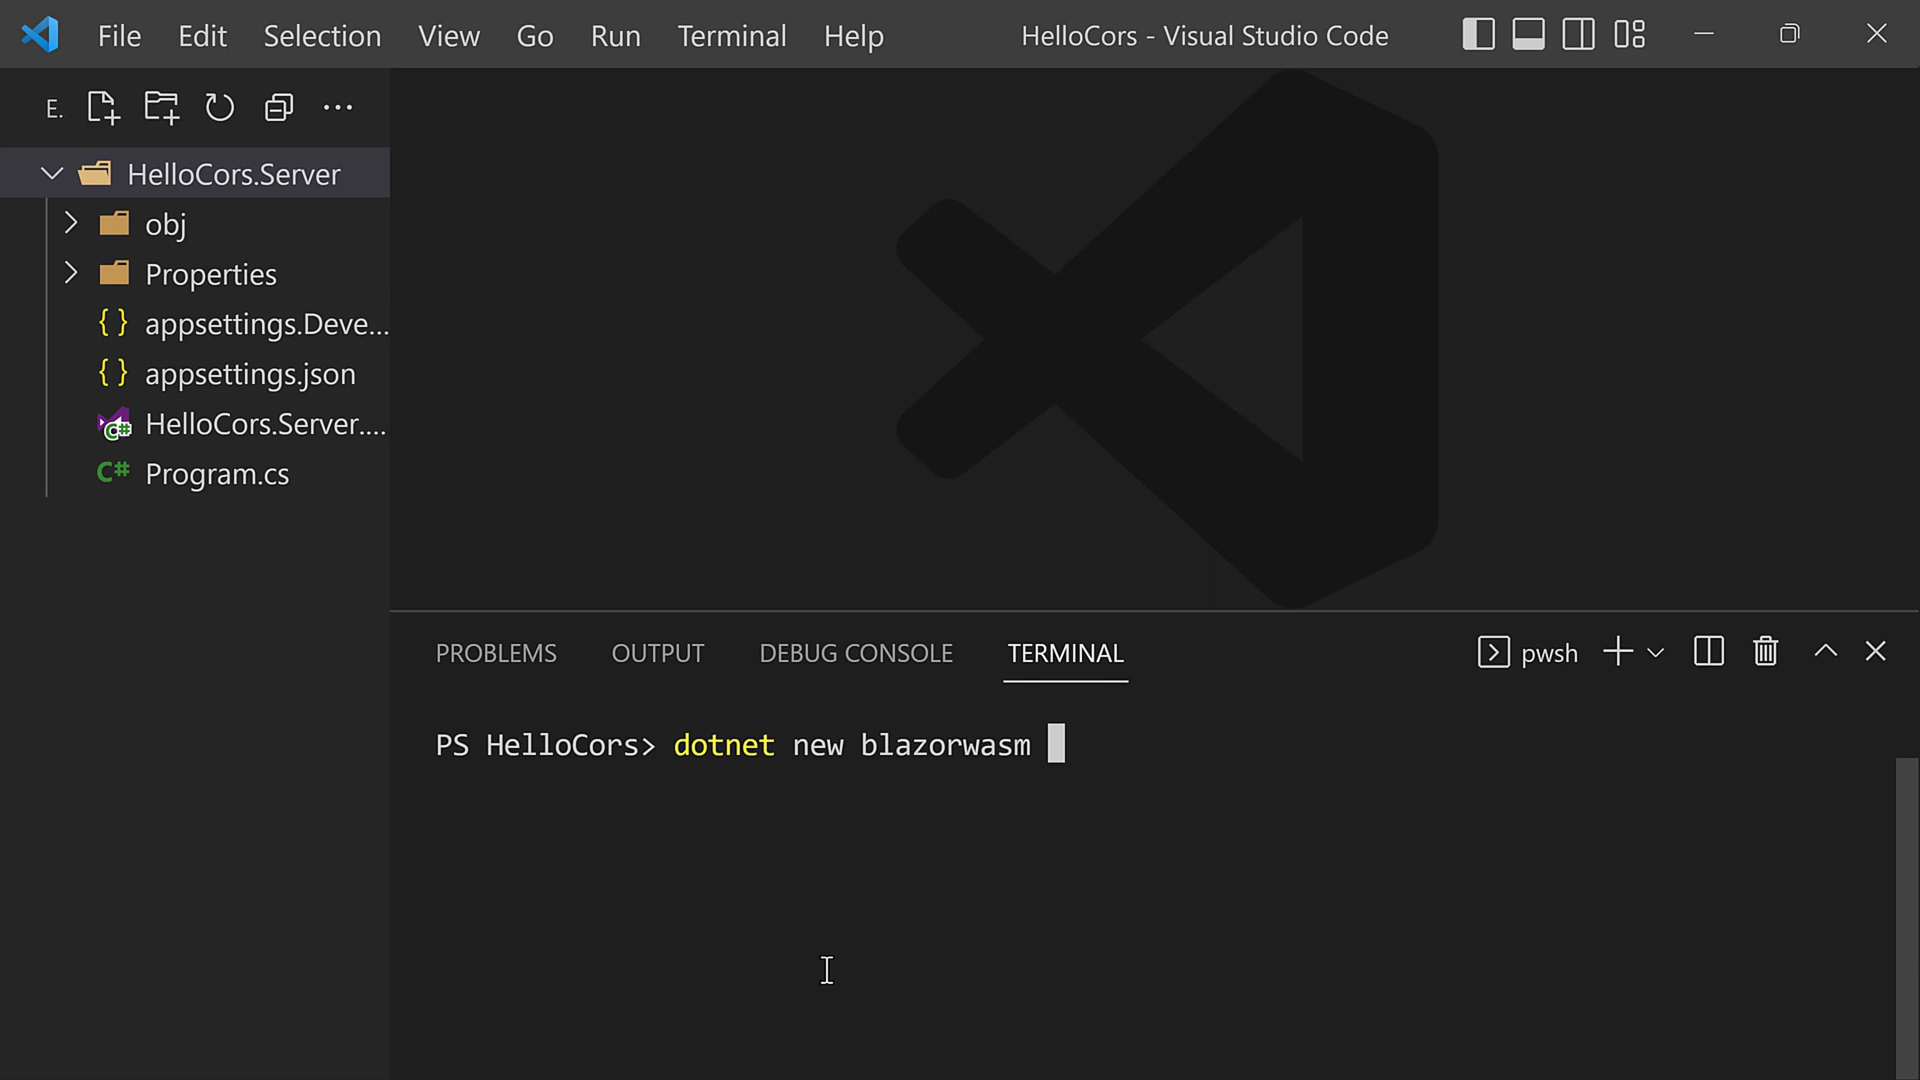 File Edit Selection View Go Run Terminal Help HelloCors - Visual Studio Code
E.
HelloCors.Server
obj
Properties
{ } appsettings.Deve...
{ } appsettings.json
C# HelloCors.Server....
C# Program.cs
PROBLEMS OUTPUT DEBUG CONSOLE TERMINAL pwsh
PS HelloCors> dotnet new blazorwasm